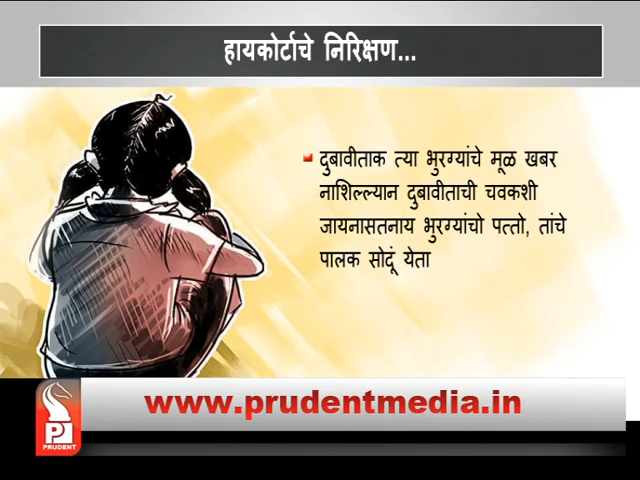 हायकोर्टाचे निरिक्षण...
दुबावीताक त्या भुरग्यांचे मूळ खबर
नाशिल्ल्यान दुबावीताची चवकशी
जायनासतनाय भुरग्यांचो पत्तो, तांचे
पालक सोदूं येता
www.prudentmedia.in
PRUDENT